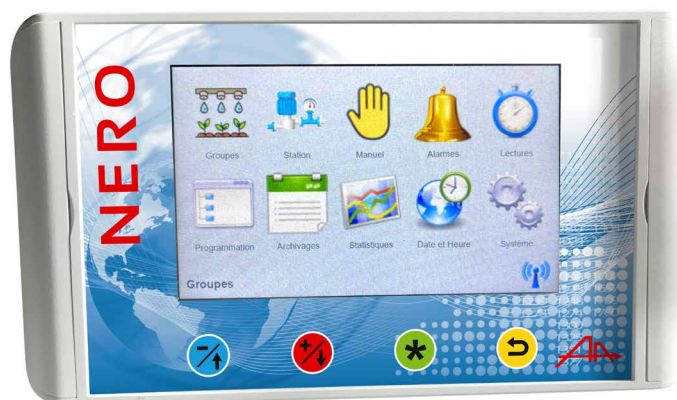 NERO
Groupes Station Manuel Alarmes Lectures
Programmation Archivages Statistiques Date et Heure Système
Groupes